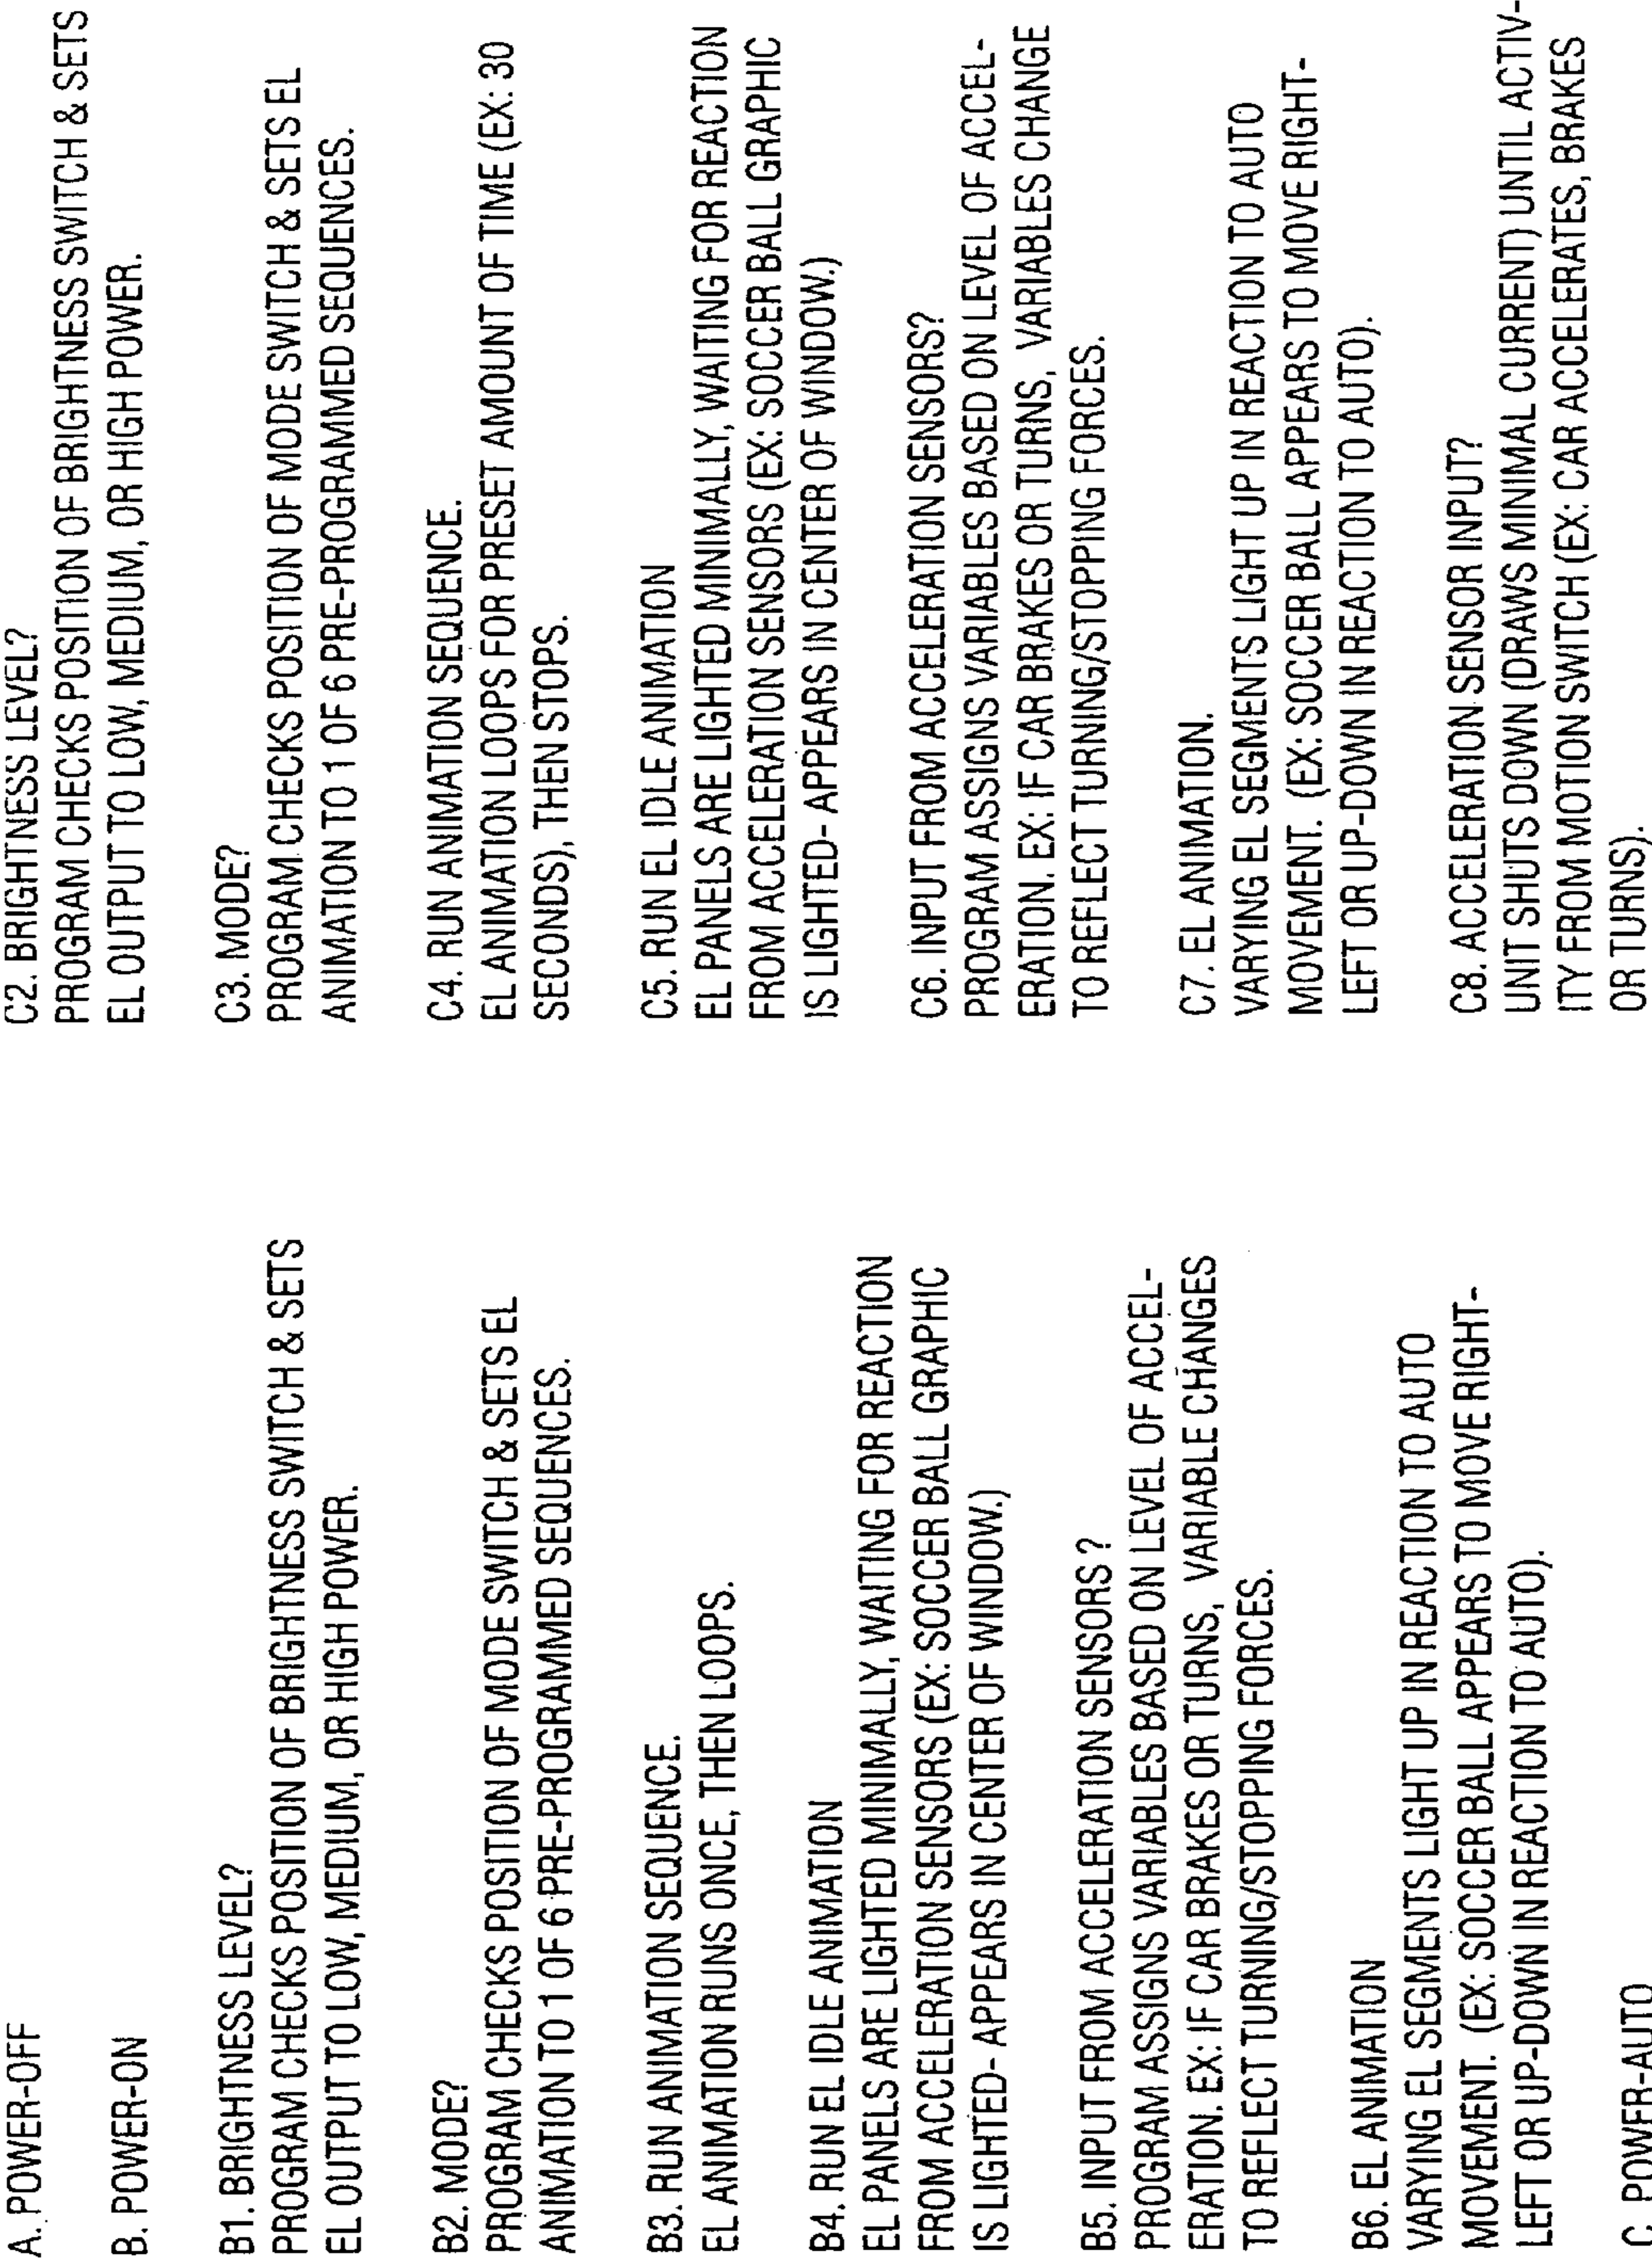 A. POWER-OFF
B. POWER-ON
B1. BRIGHTNESS LEVEL?
PROGRAM CHECKS POSITION OF BRIGHTNESS SWITCH & SETS
EL OUTPUT TO LOW, MEDIUM, OR HIGH POWER.
B2. MODE?
PROGRAM CHECKS POSITION OF MODE SWITCH & SETS EL
ANIMATION TO 1 OF 6 PRE-PROGRAMMED SEQUENCES.
B3. RUN ANIMATION SEQUENCE.
EL ANIMATION RUNS ONCE, THEN LOOPS.
B4. RUN EL IDLE ANIMATION
EL PANELS ARE LIGHTED MINIMALLY, WAITING FOR REACTION
FROM ACCELERATION SENSORS (EX: SOCCER BALL GRAPHIC
IS LIGHTED- APPEARS IN CENTER OF WINDOW.)
B5. INPUT FROM ACCELERATION SENSORS?
PROGRAM ASSIGNS VARIABLES BASED ON LEVEL OF ACCEL-
ERATION. EX: IF CAR BRAKES OR TURNS, VARIABLE CHANGES
TO REFLECT TURNING/STOPPING FORCES.
B6. EL ANIMATION
VARYING EL SEGMENTS LIGHT UP IN REACTION TO AUTO
MOVEMENT. (EX: SOCCER BALL APPEARS TO MOVE RIGHT-
LEFT OR UP-DOWN IN REACTION TO AUTO).
C. POWER-AUTO
C2. BRIGHTNESS LEVEL?
PROGRAM CHECKS POSITION OF BRIGHTNESS SWITCH & SETS
EL OUTPUT TO LOW, MEDIUM, OR HIGH POWER.
C3. MODE?
PROGRAM CHECKS POSITION OF MODE SWITCH & SETS EL
ANIMATION TO 1 OF 6 PRE-PROGRAMMED SEQUENCES.
C4. RUN ANIMATION SEQUENCE.
EL ANIMATION LOOPS FOR PRESET AMOUNT OF TIME (EX: 30
SECONDS), THEN STOPS.
C5. RUN EL IDLE ANIMATION
EL PANELS ARE LIGHTED MINIMALLY, WAITING FOR REACTION
FROM ACCELERATION SENSORS (EX: SOCCER BALL GRAPHIC
IS LIGHTED- APPEARS IN CENTER OF WINDOW.)
C6. INPUT FROM ACCELERATION SENSORS?
PROGRAM ASSIGNS VARIABLES BASED ON LEVEL OF ACCEL-
ERATION. EX: IF CAR BRAKES OR TURNS, VARIABLES CHANGE
TO REFLECT TURNING/STOPPING FORCES.
C7. EL ANIMATION.
VARYING EL SEGMENTS LIGHT UP IN REACTION TO AUTO
MOVEMENT. (EX: SOCCER BALL APPEARS TO MOVE RIGHT-
LEFT OR UP-DOWN IN REACTION TO AUTO).
C8. ACCELERATION SENSOR INPUT?
UNIT SHUTS DOWN (DRAWS MINIMAL CURRENT) UNTIL ACTIV-
ITY FROM MOTION SWITCH (EX: CAR ACCELERATES, BRAKES
OR TURNS).